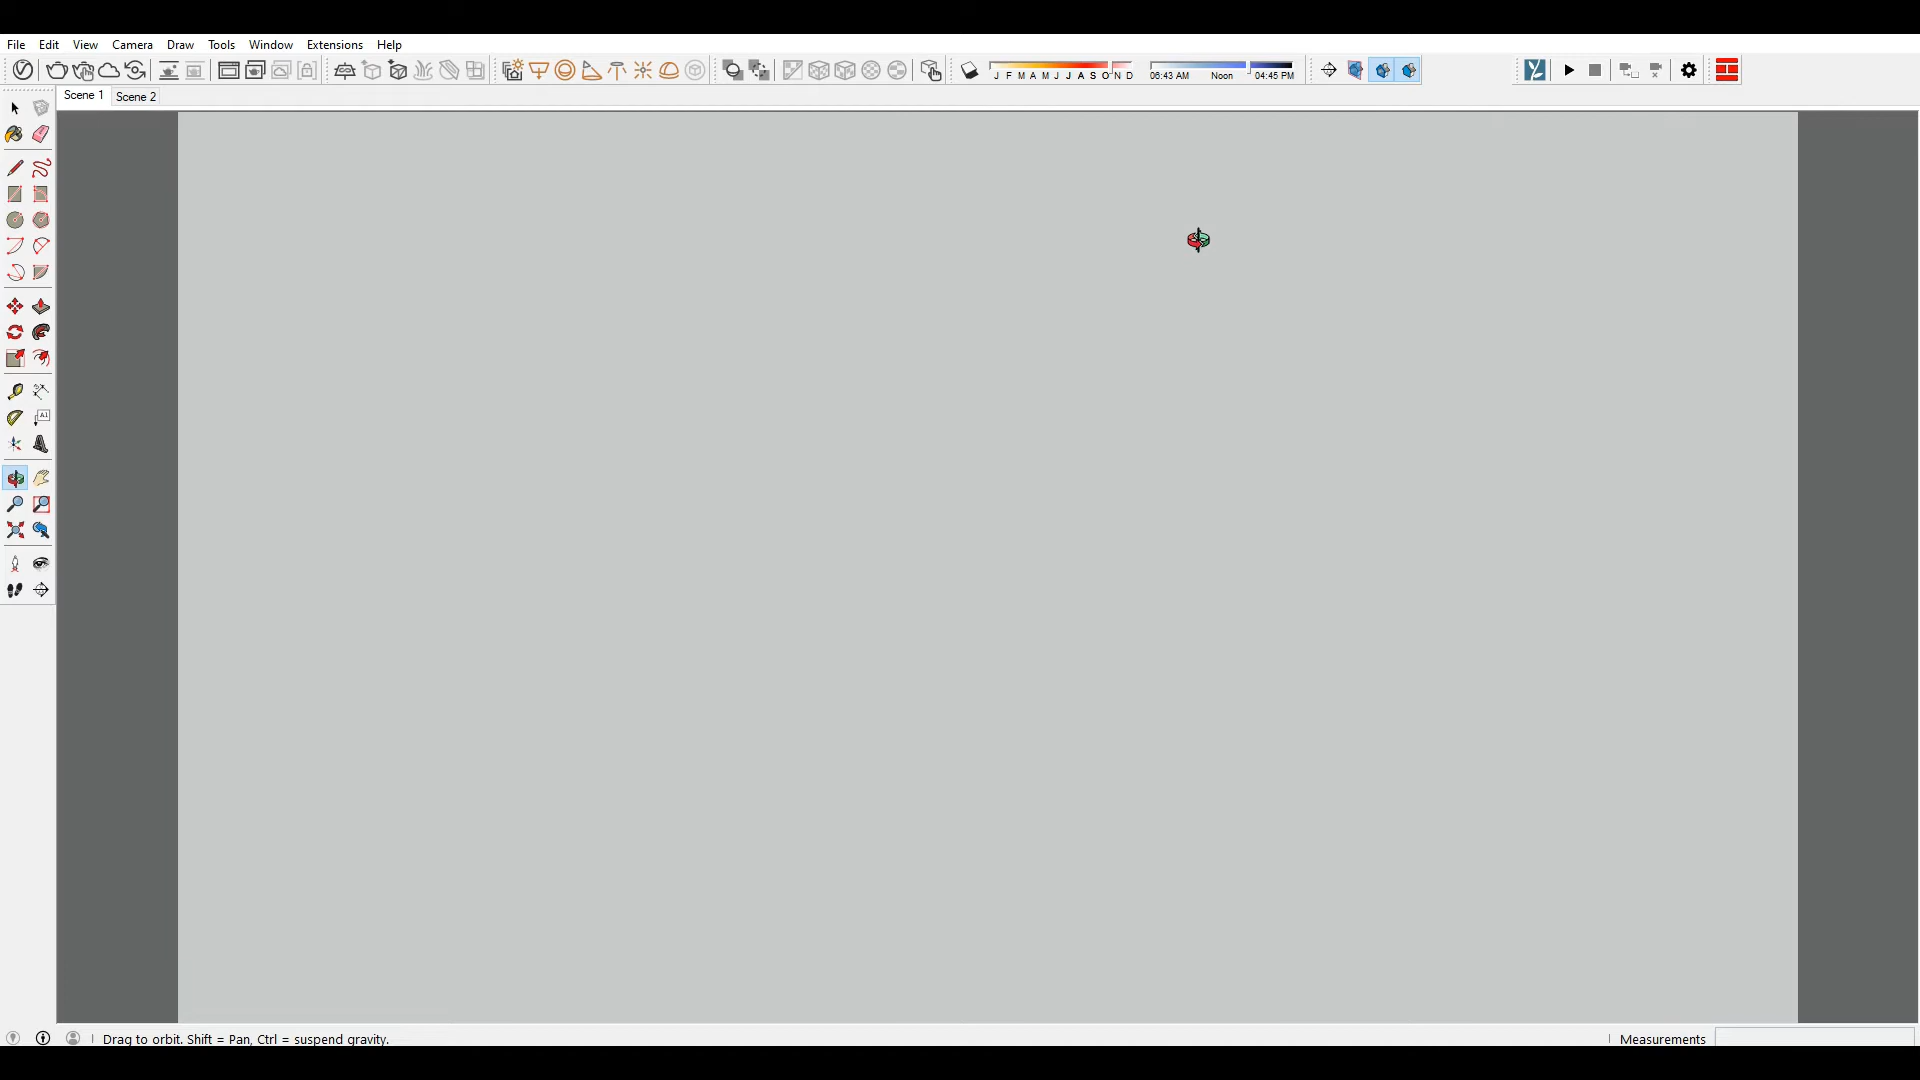 File Edit View Camera Draw Tools Window Extensions Help
J F M A M J J A S O N D 06:43 AM Noon 04:45 PM
Scene 1 Scene 2
A1
Drag to orbit. Shift = Pan, Ctrl = suspend gravity. Measurements